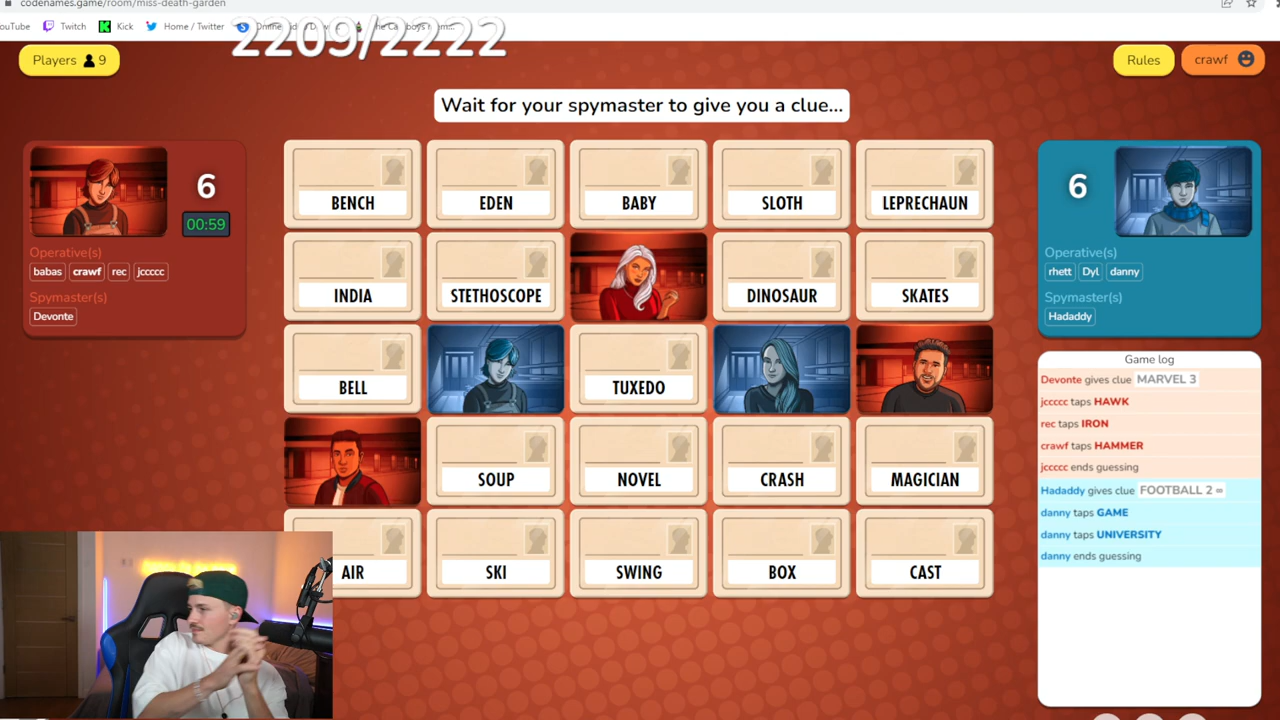 codenames.game/room/miss-death-garden
ouTube Twitch Kick Home / Twitter
2209/2222
Players 9
Rules
crawf
Wait for your spymaster to give you a clue...
6
00:59
Operative(s)
babas crawf rec jccccc
Spymaster(s)
Devonte
BENCH EDEN BABY SLOTH LEPRECHAUN
INDIA STETHOSCOPE DINOSAUR SKATES
BELL TUXEDO
SOUP NOVEL CRASH MAGICIAN
AIR SKI SWING BOX CAST
6
Operative(s)
rhett Dyl danny
Spymaster(s)
Hadaddy
Game log
Devonte gives clue MARVEL 3
jccccc taps HAWK
rec taps IRON
crawf taps HAMMER
jccccc ends guessing
Hadaddy gives clue FOOTBALL 2 ∞
danny taps GAME
danny taps UNIVERSITY
danny ends guessing